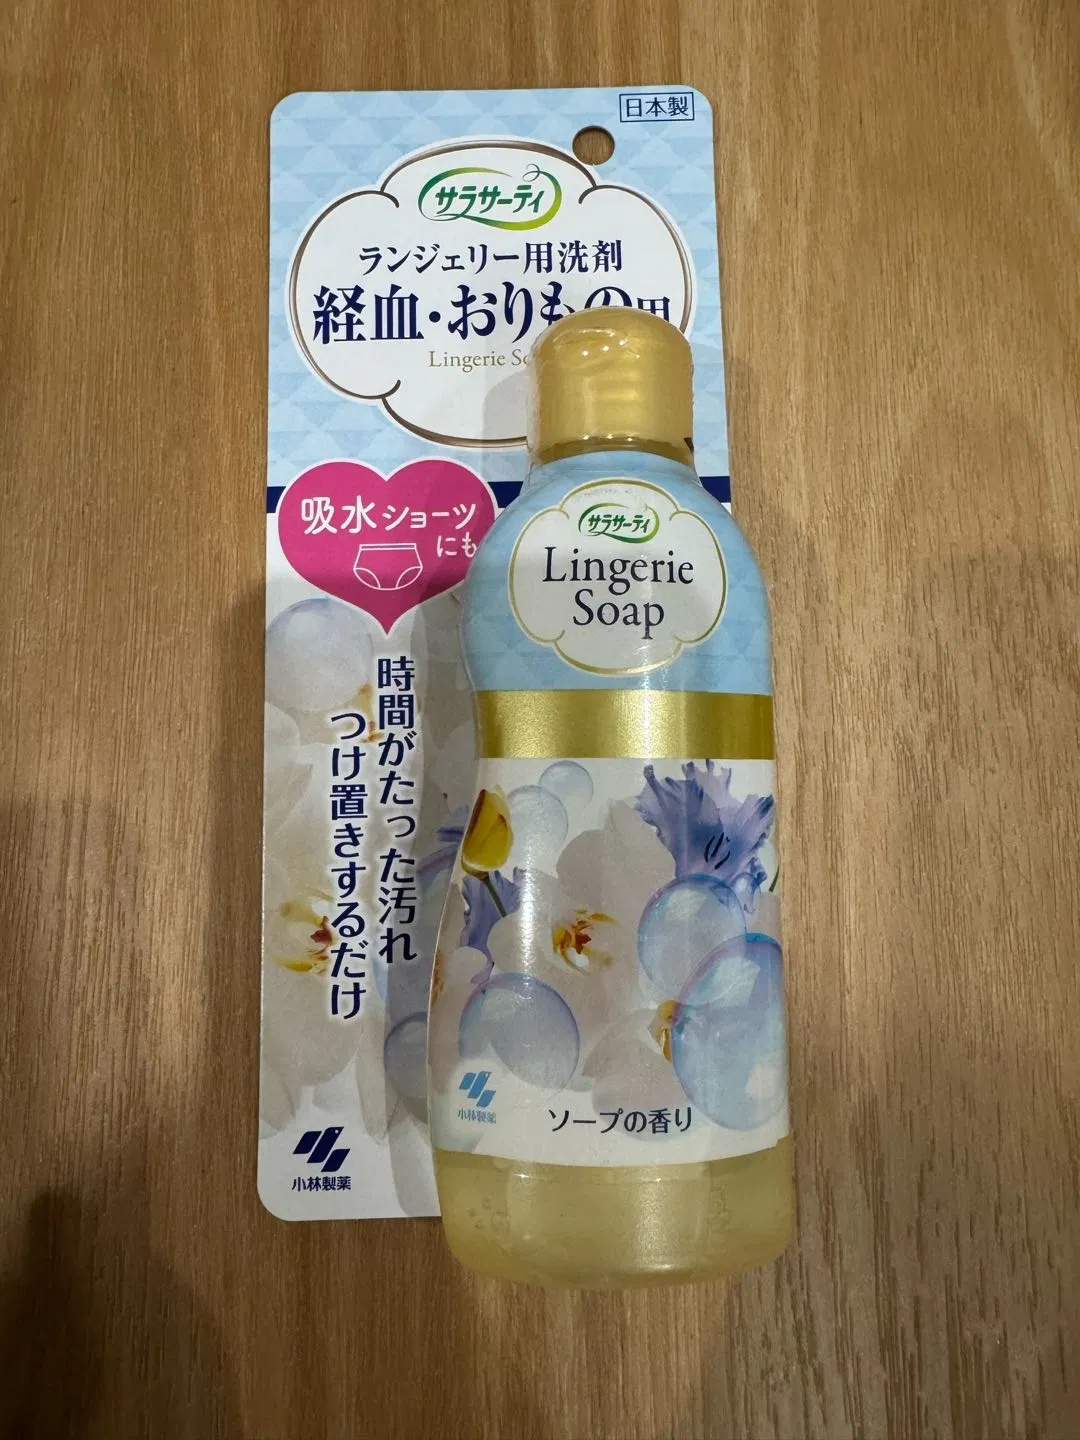 日本製
サラサーティ
ランジェリー用洗剤
経血・おりもの用
Lingerie
吸水ショーツ
にも
時間がたった汚れ
つけ置きするだけ
小林製薬
サラサーティ
Lingerie
Soap
小林製薬
ソープの香り